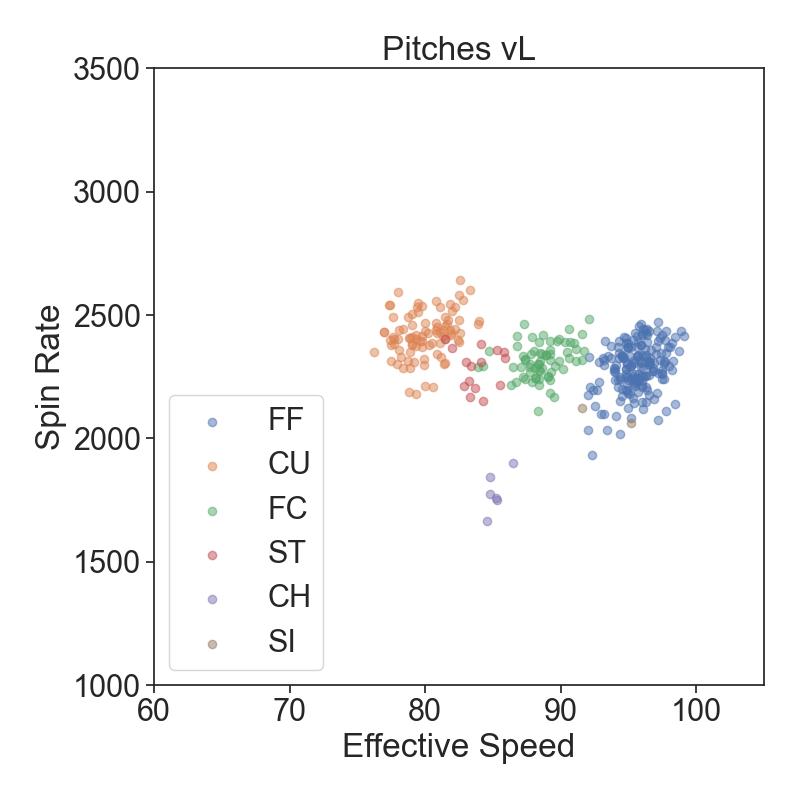 Pitches vL
3500
3000
2500
2000
1500
1000
Spin Rate
FF
CU
FC
ST
CH
SI
60 70 80 90 100
Effective Speed